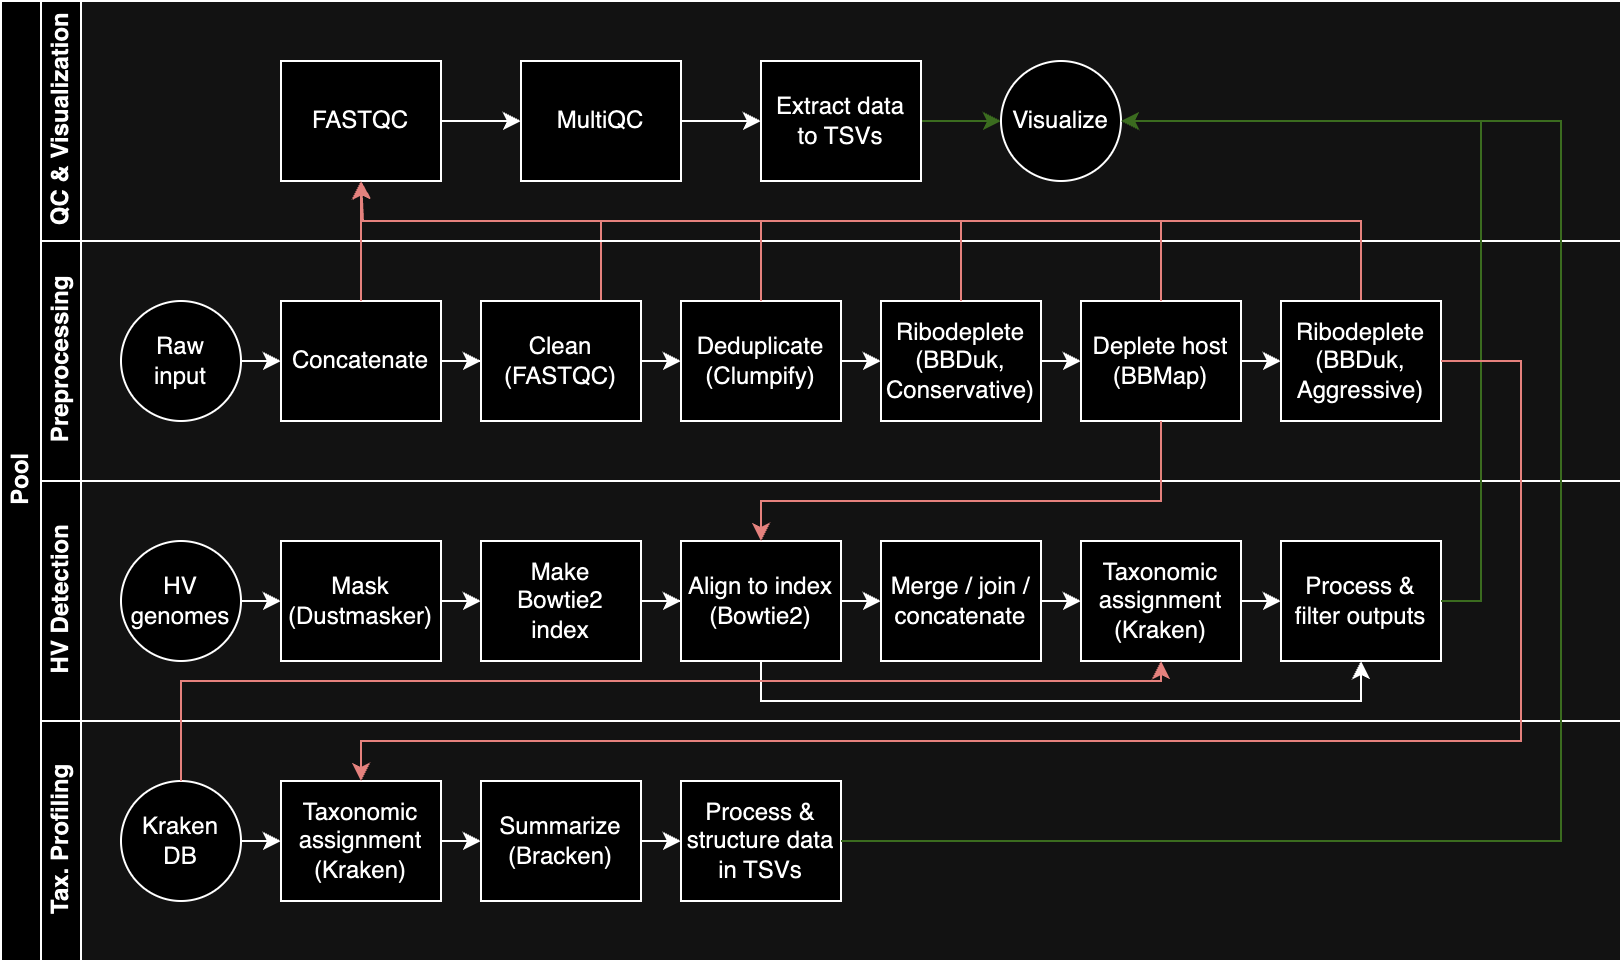 Pool
QC & Visualization
FASTQC
MultiQC
Extract data
to TSVs
Visualize
Preprocessing
Raw
input
Concatenate
Clean
(FASTQC)
Deduplicate
(Clumpify)
Ribodeplete
(BBDuk,
Conservative)
Deplete host
(BBMap)
Ribodeplete
(BBDuk,
Aggressive)
HV Detection
HV
genomes
Mask
(Dustmasker)
Make
Bowtie2
index
Align to index
(Bowtie2)
Merge / join /
concatenate
Taxonomic
assignment
(Kraken)
Process &
filter outputs
Tax. Profiling
Kraken
DB
Taxonomic
assignment
(Kraken)
Summarize
(Bracken)
Process &
structure data
in TSVs